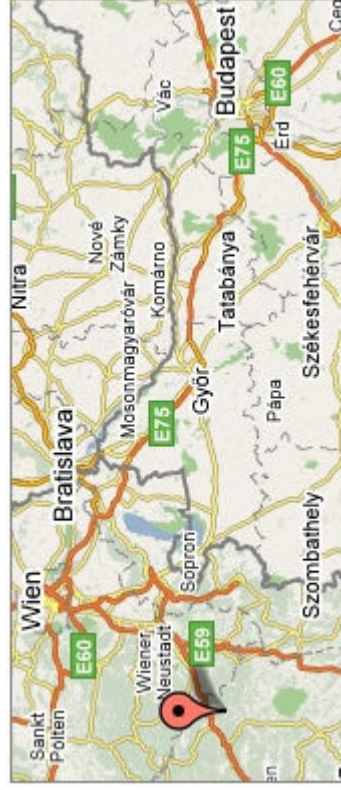 Nitra
Wien
Sankt
Pölten
Bratislava
E60
Nové
Zámky
Mosonmagyaróvár
Wiener
Neustadt
Komárno
E75
Vác
Sopron
Győr
E59
Tatabánya
Budapest
E75
Pápa
E60
Érd
Szombathely
Székesfehérvár